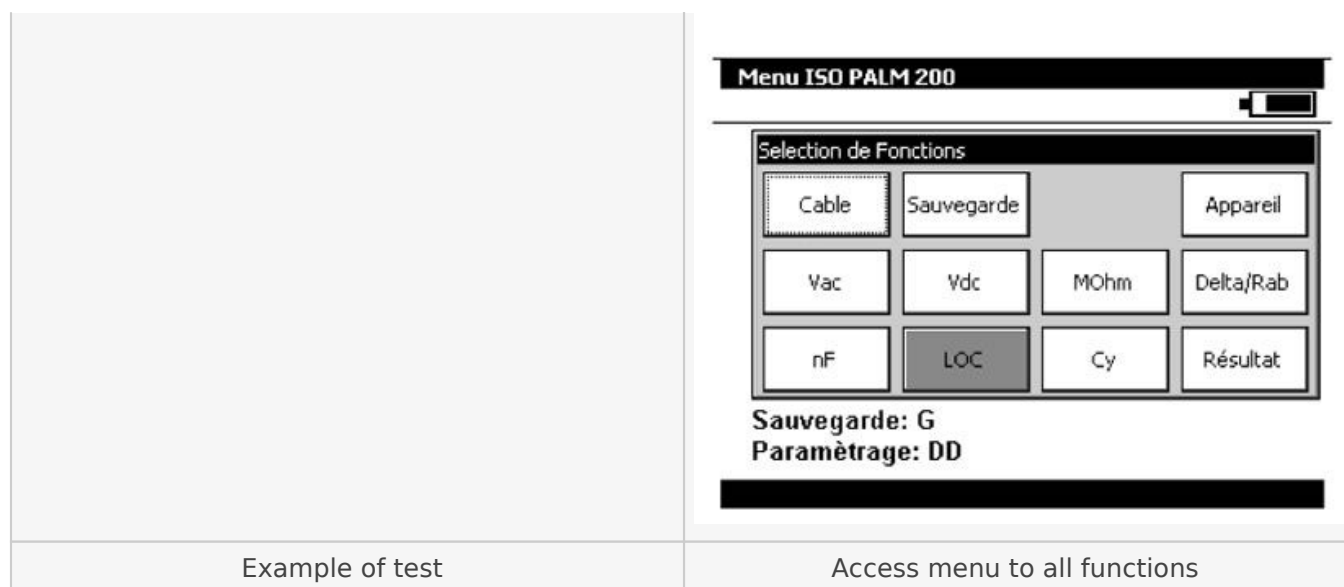 Menu ISO PALM 200
Selection de Fonctions
Cable Sauvegarde Appareil
Vac Vdc MOhm Delta/Rab
nF LOC Cy Résultat
Sauvegarde: G
Paramètrage: DD
Example of test Access menu to all functions